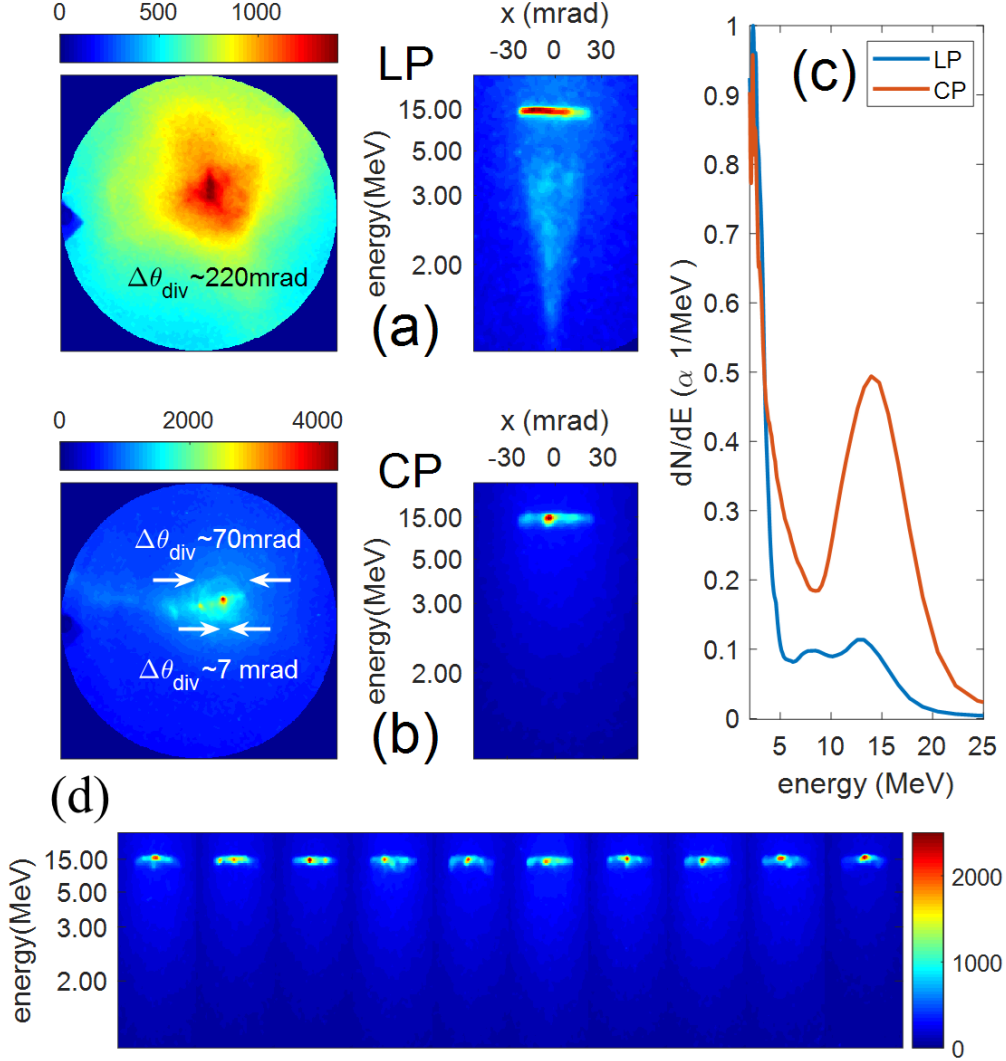 0 500 1000
Δθdiv~220mrad
LP
x (mrad)
-30 0 30
15.00
5.00
3.00
2.00
energy(MeV)
(a)
0 2000 4000
Δθdiv~70mrad
Δθdiv~7 mrad
CP
x (mrad)
-30 0 30
15.00
5.00
3.00
2.00
energy(MeV)
(b)
(c)
LP
CP
1
0.9
0.8
0.7
0.6
0.5
0.4
0.3
0.2
0.1
0
dN/dE (α 1/MeV)
5 10 15 20 25
energy (MeV)
(d)
15.00
5.00
3.00
2.00
energy(MeV)
2000
1000
0